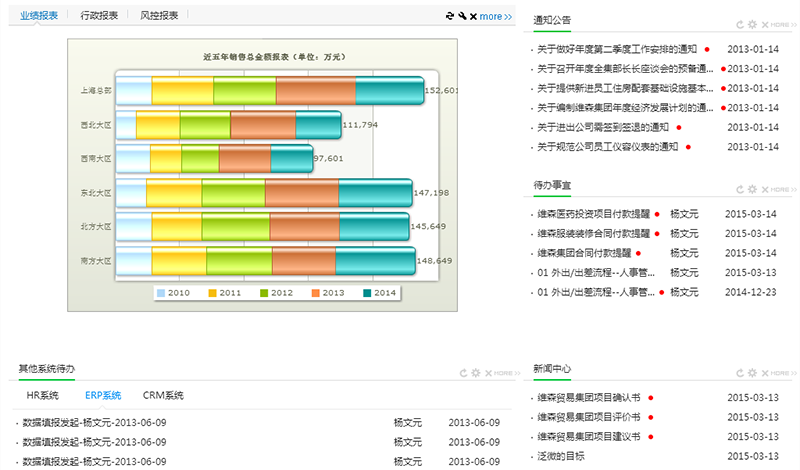 业绩报表 行政报表 风控报表 more >>
近五年销售总金额报表（单位：万元）
上海总部 152,601
西北大区 111,794
西南大区 97,601
东北大区 147,198
北方大区 145,649
南方大区 148,649
2010 2011 2012 2013 2014
通知公告 MORE >>
· 关于做好年度第二季度工作安排的通知 2013-01-14
· 关于召开年度全集部长长座谈会的预备通... 2013-01-14
· 关于提供新进员工住房配套基础设施基本... 2013-01-14
· 关于编制维森集团年度经济发展计划的通... 2013-01-14
· 关于进出公司需签到签退的通知 2013-01-14
· 关于规范公司员工仪容仪表的通知 2013-01-14
待办事宜 MORE >>
· 维森医药投资项目付款提醒 杨文元 2015-03-14
· 维森服装装修合同付款提醒 杨文元 2015-03-14
· 维森集团合同付款提醒 杨文元 2015-03-14
· 01 外出/出差流程--人事管... 杨文元 2015-03-13
· 01 外出/出差流程--人事管... 杨文元 2014-12-23
其他系统待办 MORE >>
HR系统 ERP系统 CRM系统
· 数据填报发起-杨文元-2013-06-09 杨文元 2013-06-09
· 数据填报发起-杨文元-2013-06-09 杨文元 2013-06-09
· 数据填报发起-杨文元-2013-06-09 杨文元 2013-06-09
新闻中心 MORE >>
· 维森贸易集团项目确认书 2015-03-13
· 维森贸易集团项目评价书 2015-03-13
· 维森贸易集团项目建议书 2015-03-13
· 泛微的目标 2015-03-13